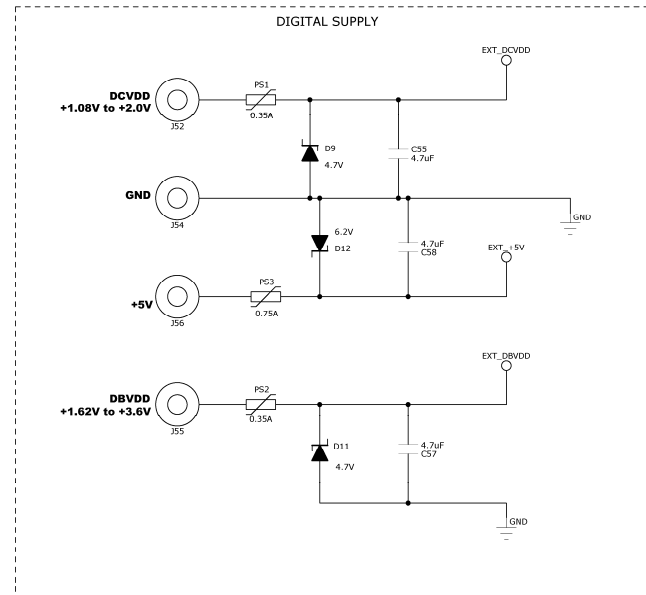 DIGITAL SUPPLY
EXT_DCVDD
DCVDD
+1.08V to +2.0V
J52
PS1
0.35A
D9
4.7V
C55
4.7uF
GND
J54
GND
6.2V
D12
4.7uF
C58
EXT_+5V
+5V
J56
PS3
0.75A
EXT_DBVDD
DBVDD
+1.62V to +3.6V
J55
PS2
0.35A
D11
4.7V
4.7uF
C57
GND